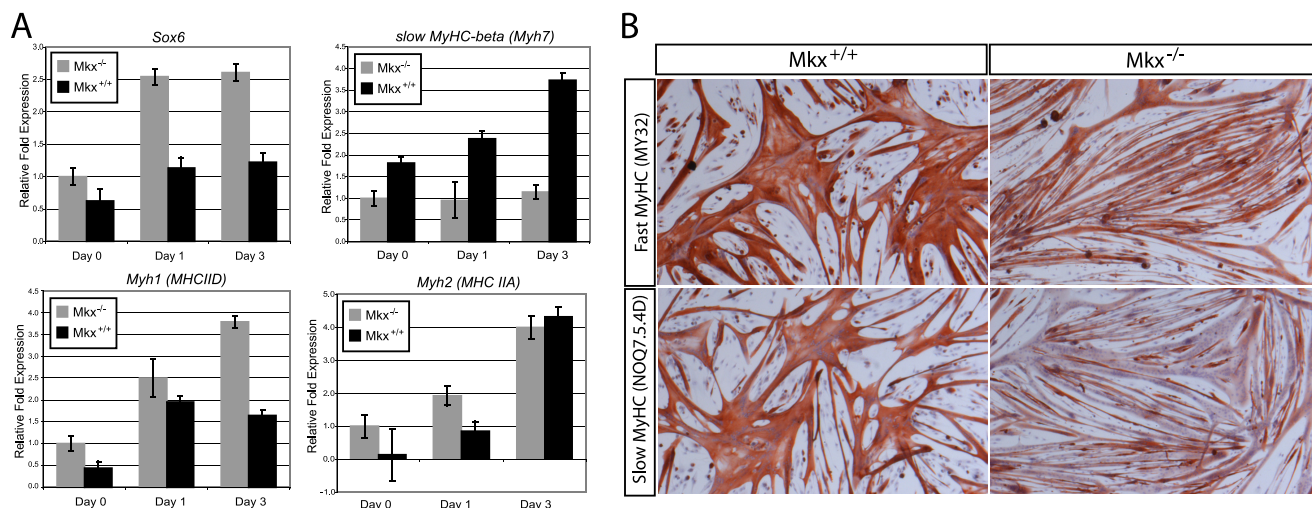 A
Sox6
Relative Fold Expression
3.0
2.5
2.0
1.5
1.0
0.5
0.0
Mkx-/-
Mkx+/+
Day 0 Day 1 Day 3
slow MyHC-beta (Myh7)
Relative Fold Expression
4.5
4.0
3.5
3.0
2.5
2.0
1.5
1.0
0.5
0.0
Mkx-/-
Mkx+/+
Day 0 Day 1 Day 3
Myh1 (MHCIID)
Relative Fold Expression
4.5
4.0
3.5
3.0
2.5
2.0
1.5
1.0
0.5
0.0
Mkx-/-
Mkx+/+
Day 0 Day 1 Day 3
Myh2 (MHC IIA)
Relative Fold Expression
5.0
4.0
3.0
2.0
1.0
0.0
-1.0
Mkx-/-
Mkx+/+
Day 0 Day 1 Day 3
B
Mkx+/+ Mkx-/-
Fast MyHC (MY32)
Slow MyHC (NOQ7.5.4D)